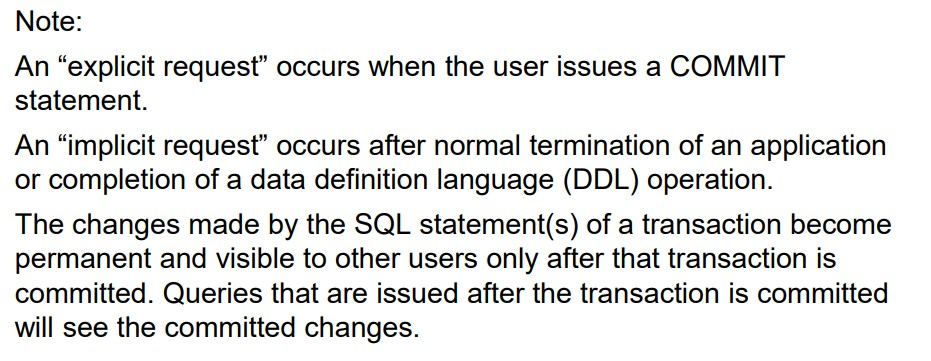 Note:
An “explicit request” occurs when the user issues a COMMIT
statement.
An “implicit request” occurs after normal termination of an application
or completion of a data definition language (DDL) operation.
The changes made by the SQL statement(s) of a transaction become
permanent and visible to other users only after that transaction is
committed. Queries that are issued after the transaction is committed
will see the committed changes.